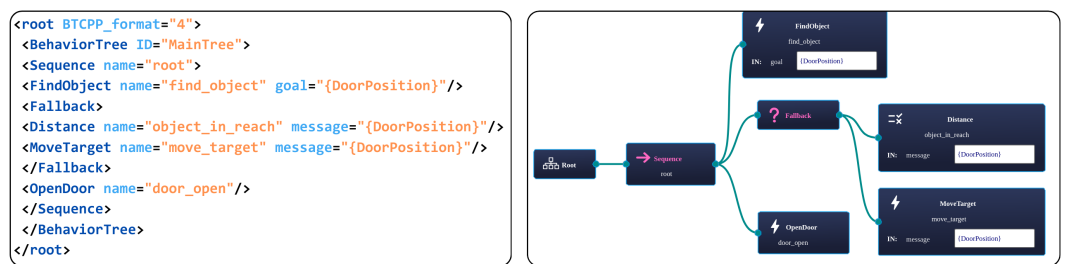 <root BTCPP_format="4">
<BehaviorTree ID="MainTree">
<Sequence name="root">
<FindObject name="find_object" goal="{DoorPosition}"/>
<Fallback>
<Distance name="object_in_reach" message="{DoorPosition}"/>
<MoveTarget name="move_target" message="{DoorPosition}"/>
</Fallback>
<OpenDoor name="door_open"/>
</Sequence>
</BehaviorTree>
</root>
Root
Sequence
root
FindObject
find_object
IN: goal {DoorPosition}
Fallback
Distance
object_in_reach
IN: message {DoorPosition}
MoveTarget
move_target
IN: message {DoorPosition}
OpenDoor
door_open